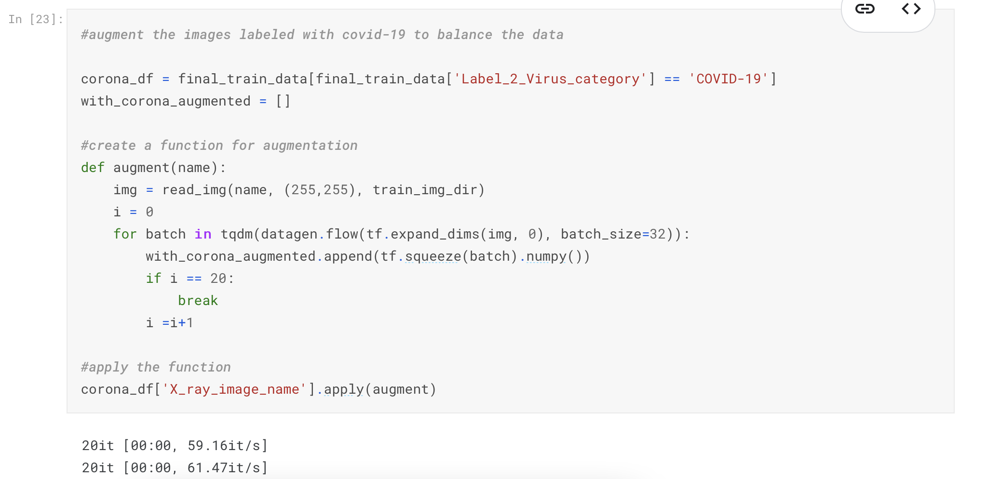 In [23]:
#augment the images labeled with covid-19 to balance the data
corona_df = final_train_data[final_train_data['Label_2_Virus_category'] == 'COVID-19']
with_corona_augmented = []
#create a function for augmentation
def augment(name):
    img = read_img(name, (255,255), train_img_dir)
    i = 0
    for batch in tqdm(datagen.flow(tf.expand_dims(img, 0), batch_size=32)):
        with_corona_augmented.append(tf.squeeze(batch).numpy())
        if i == 20:
            break
        i =i+1
#apply the function
corona_df['X_ray_image_name'].apply(augment)
20it [00:00, 59.16it/s]
20it [00:00, 61.47it/s]